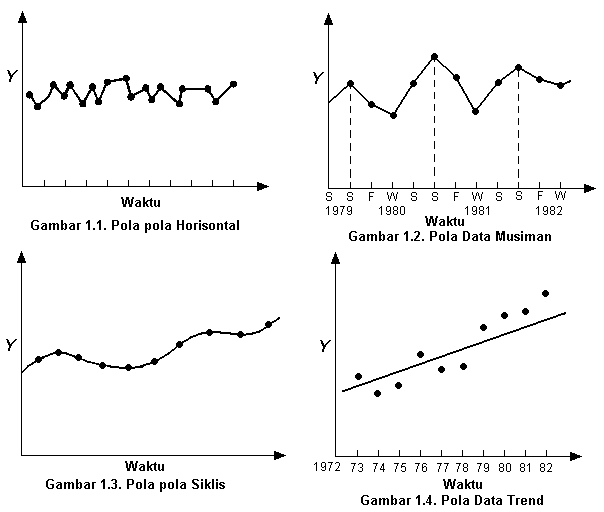 Y
Waktu
Gambar 1.1. Pola pola Horisontal
Y
S S F W S S F W S S F W
1979 1980 1981 1982
Waktu
Gambar 1.2. Pola Data Musiman
Y
Waktu
Gambar 1.3. Pola pola Siklis
Y
1972 73 74 75 76 77 78 79 80 81 82
Waktu
Gambar 1.4. Pola Data Trend